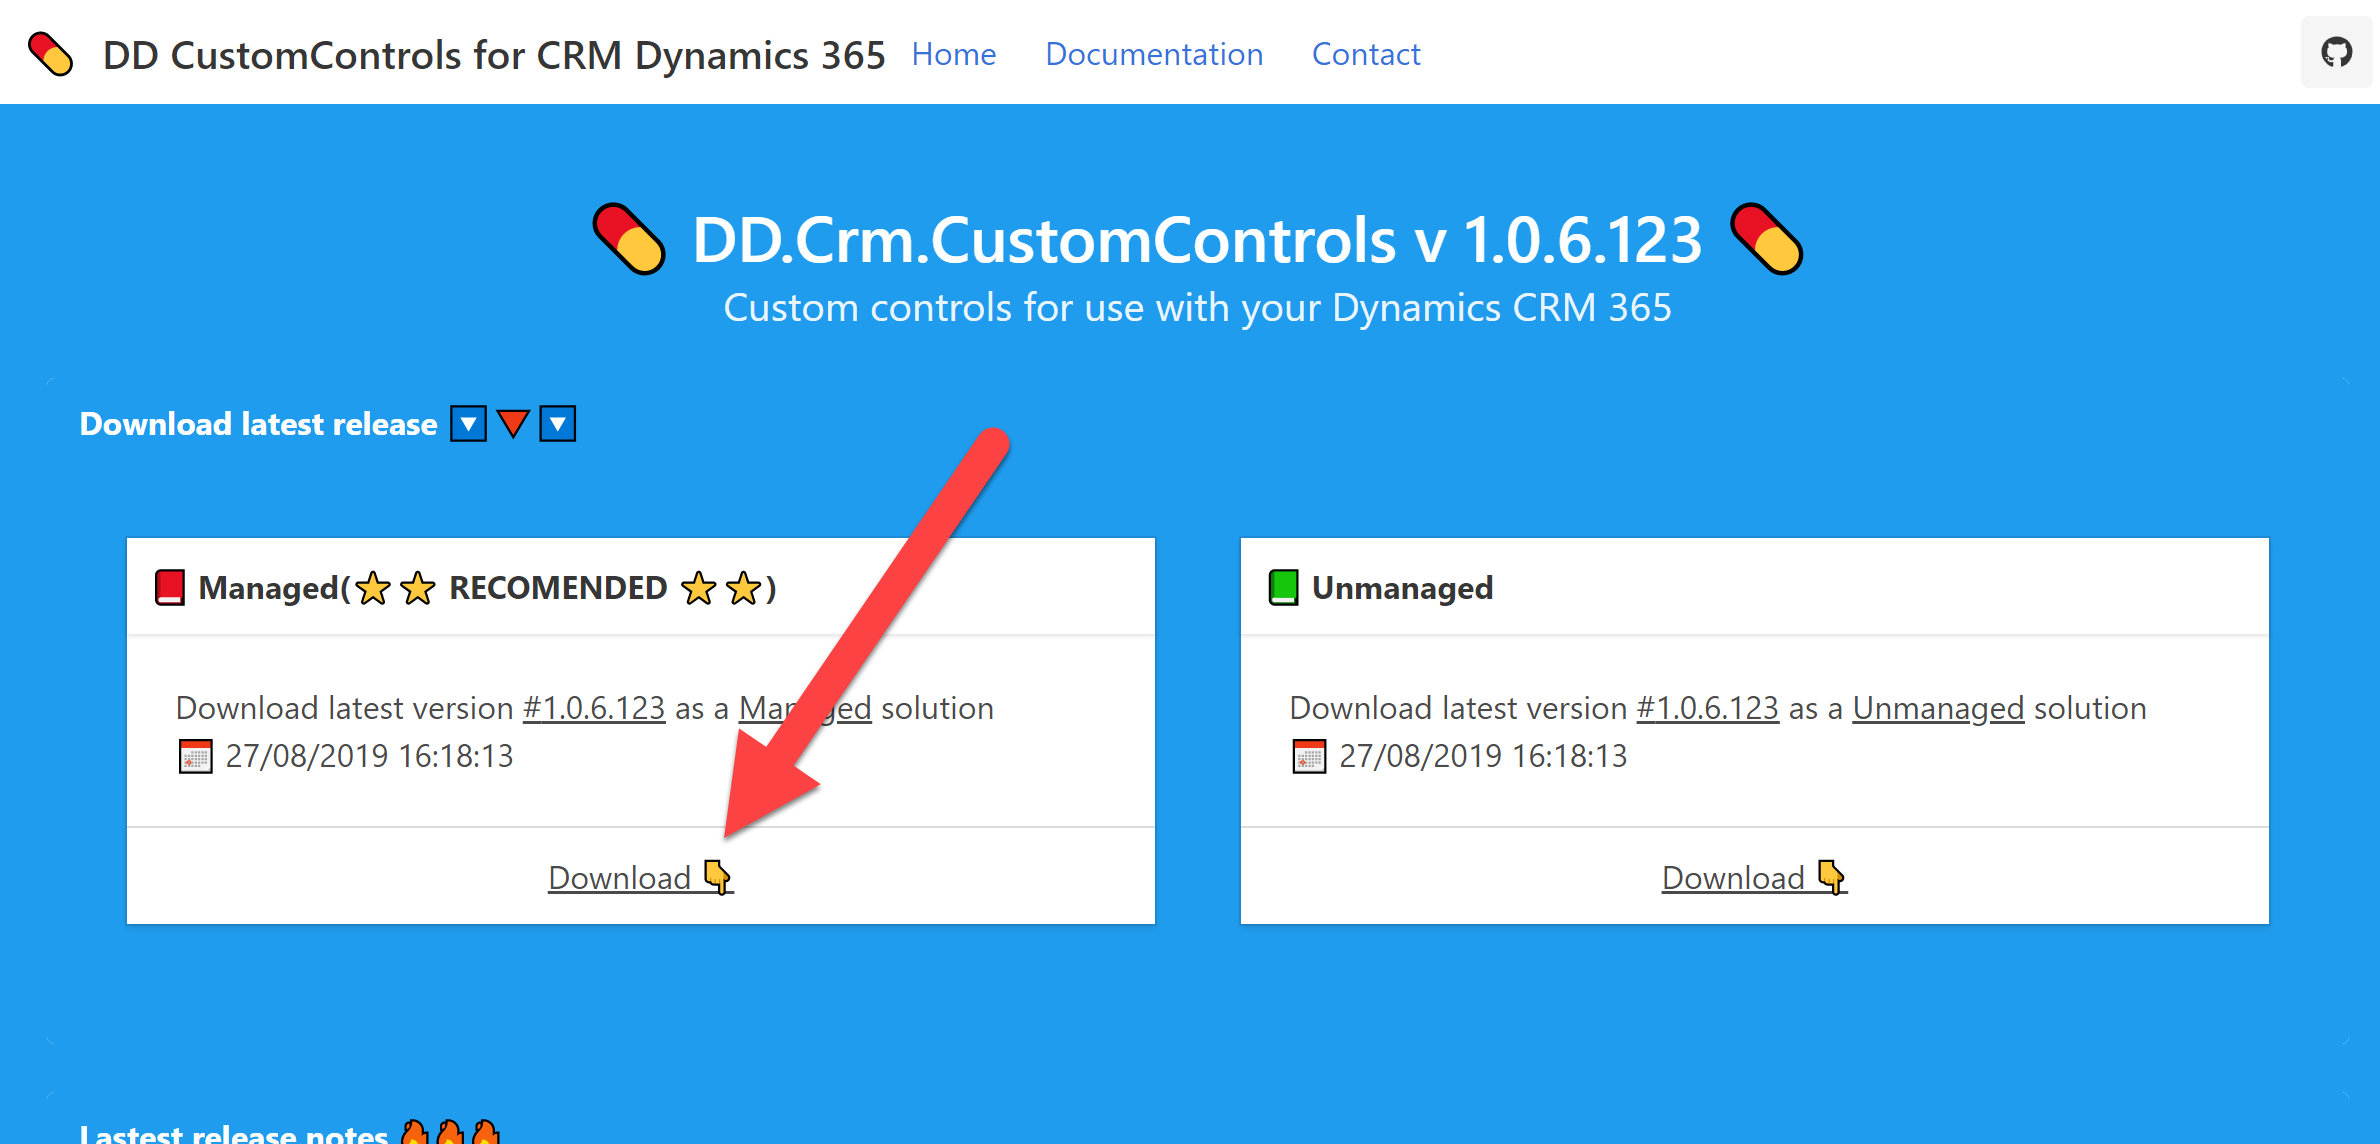 DD CustomControls for CRM Dynamics 365 Home Documentation Contact
DD.Crm.CustomControls v 1.0.6.123
Custom controls for use with your Dynamics CRM 365
Download latest release
Managed(⭐⭐ RECOMENDED ⭐⭐)
Download latest version #1.0.6.123 as a Managed solution
27/08/2019 16:18:13
Download
Unmanaged
Download latest version #1.0.6.123 as a Unmanaged solution
27/08/2019 16:18:13
Download
Lastest release notes